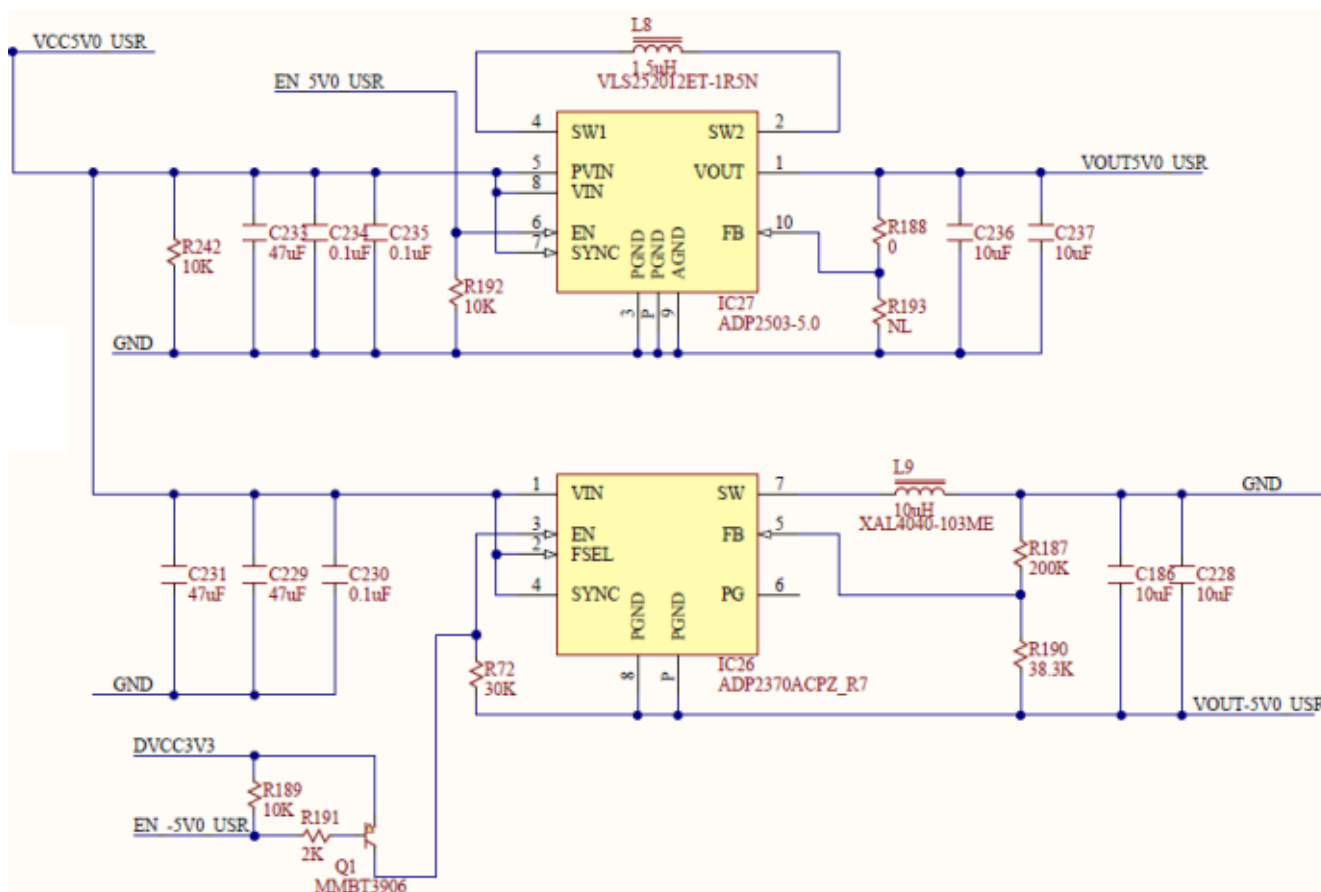 VCC5V0_USR
L8
1.5uH
VLS252012ET-1R5N
EN_5V0_USR
4 SW1 SW2 2
5 PVIN VOUT 1 VOUT5V0_USR
8 VIN
6 EN FB 10
7 SYNC
PGND PGND AGND
3 P 9
R242
10K
C233
47uF
C234
0.1uF
C235
0.1uF
R192
10K
R188
0
C236
10uF
C237
10uF
R193
NL
IC27
ADP2503-5.0
GND
L9
10uH
XAL4040-103ME
GND
1 VIN SW 7
3 EN FB 5
2 FSEL
4 SYNC PG 6
PGND PGND
8 P
C231
47uF
C229
47uF
C230
0.1uF
R187
200K
C186
10uF
C228
10uF
R190
38.3K
IC26
ADP2370ACPZ_R7
R72
30K
GND
VOUT-5V0_USR
DVCC3V3
R189
10K
EN_-5V0_USR
R191
2K
Q1
MMBT3906